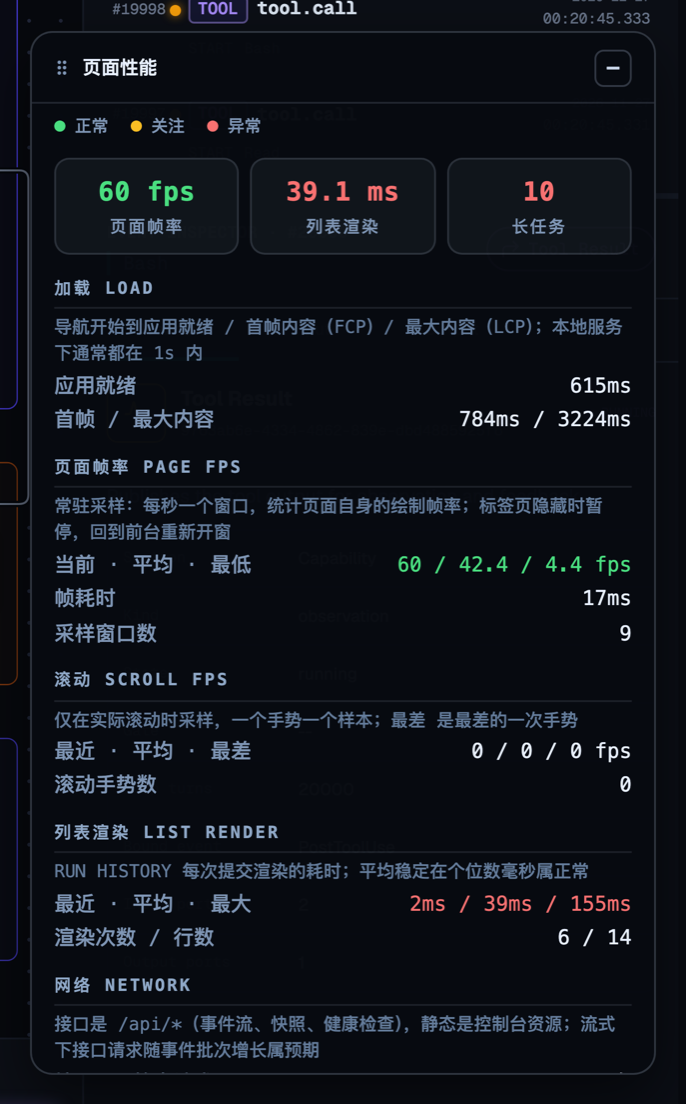 #19998 TOOL tool.call
00:20:45.333
页面性能
正常 关注 异常
60 fps
页面帧率
39.1 ms
列表渲染
10
长任务
加载 LOAD
导航开始到应用就绪 / 首帧内容 (FCP) / 最大内容 (LCP)；本地服务
下通常都在 1s 内
应用就绪 615ms
首帧 / 最大内容 784ms / 3224ms
页面帧率 PAGE FPS
常驻采样：每秒一个窗口，统计页面自身的绘制帧率；标签页隐藏时暂
停，回到前台重新开窗
当前 · 平均 · 最低 60 / 42.4 / 4.4 fps
帧耗时 17ms
采样窗口数 9
滚动 SCROLL FPS
仅在实际滚动时采样，一个手势一个样本；最差 是最差的一次手势
最近 · 平均 · 最差 0 / 0 / 0 fps
滚动手势数 0
列表渲染 LIST RENDER
RUN HISTORY 每次提交渲染的耗时；平均稳定在个位数毫秒属正常
最近 · 平均 · 最大 2ms / 39ms / 155ms
渲染次数 / 行数 6 / 14
网络 NETWORK
接口是 /api/* (事件流、快照、健康检查)，静态是控制台资源；流式
下接口请求随事件批次增长属预期